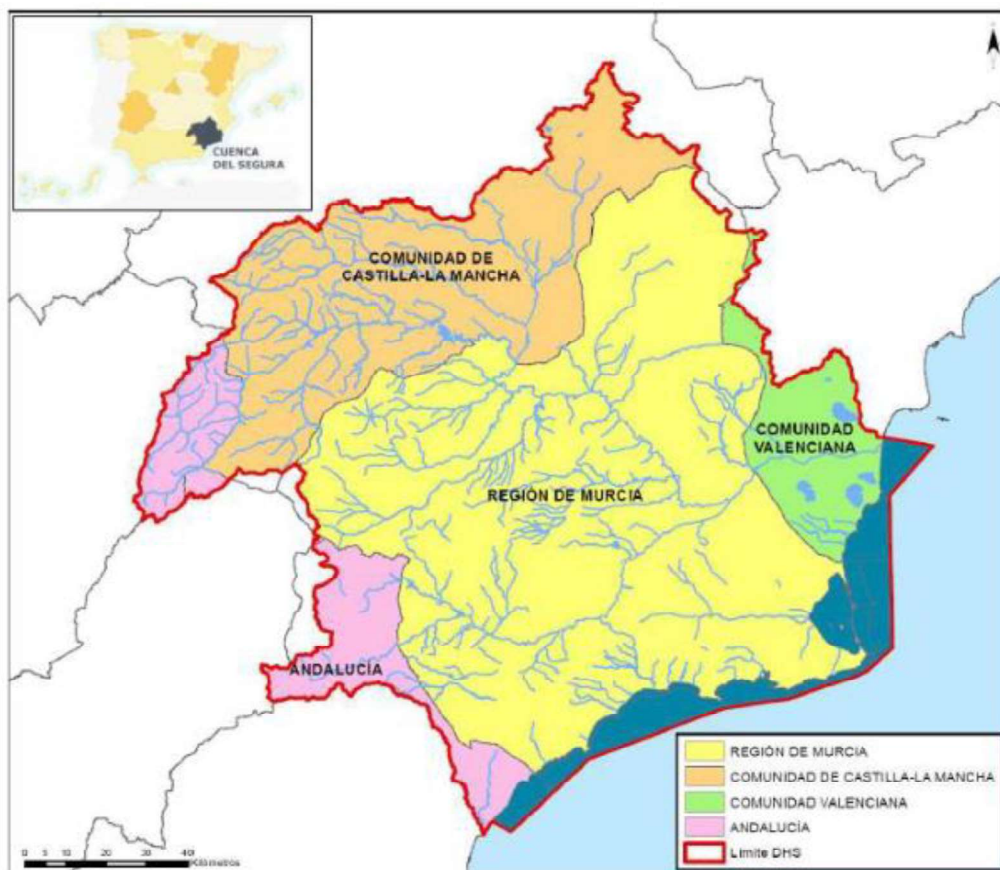 CUENCA
DEL SEGURA
COMUNIDAD DE
CASTILLA-LA MANCHA
COMUNIDAD
VALENCIANA
REGIÓN DE MURCIA
ANDALUCÍA
REGIÓN DE MURCIA
COMUNIDAD DE CASTILLA-LA MANCHA
COMUNIDAD VALENCIANA
ANDALUCÍA
Límite DHS
0 5 10 20 30 40
Kilómetros